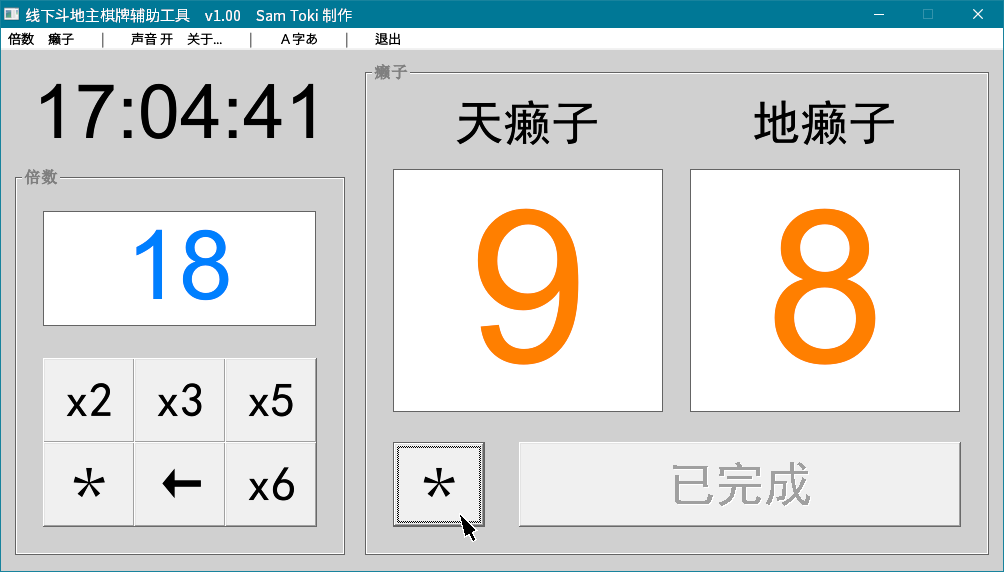 线下斗地主棋牌辅助工具 v1.00 Sam Toki 制作
倍数 癞子 | 声音 开 关于... | A 字あ | 退出
17:04:41
倍数
18
x2 x3 x5
* ← x6
癞子
天癞子 地癞子
9 8
* 已完成